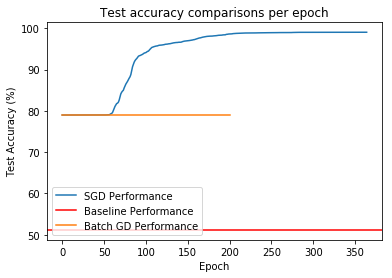 Test accuracy comparisons per epoch
Test Accuracy (%)
100
90
80
70
60
50
SGD Performance
Baseline Performance
Batch GD Performance
0
50
100
150
200
250
300
350
Epoch